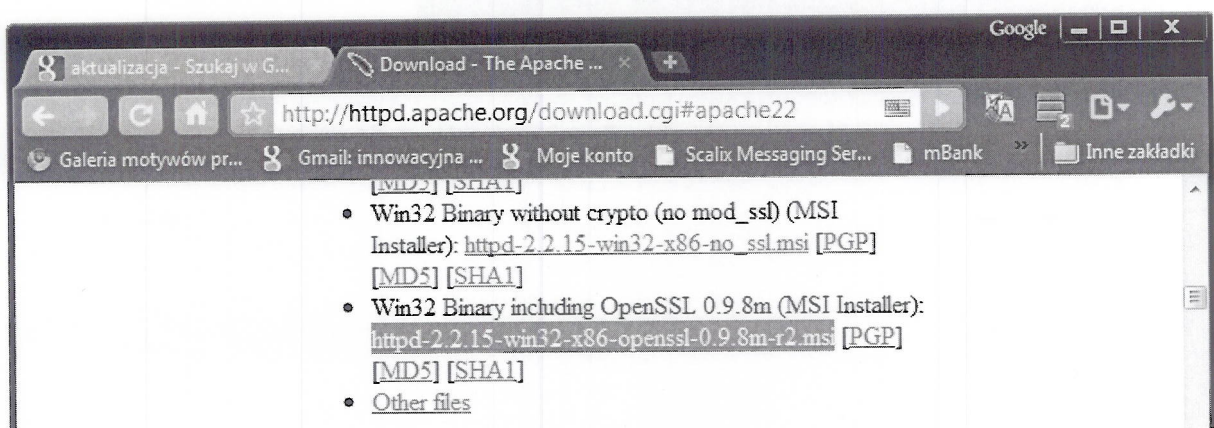 Google
aktualizacja - Szukaj w G...
Download - The Apache ...
http://httpd.apache.org/download.cgi#apache22
2
Galeria motywów pr... Gmail: innowacyjna ... Moje konto Scalix Messaging Ser... mBank » Inne zakładki
[MD5] [SHA1]
• Win32 Binary without crypto (no mod_ssl) (MSI
Installer): httpd-2.2.15-win32-x86-no_ssl.msi [PGP]
[MD5] [SHA1]
• Win32 Binary including OpenSSL 0.9.8m (MSI Installer):
httpd-2.2.15-win32-x86-openssl-0.9.8m-r2.msi [PGP]
[MD5] [SHA1]
• Other files